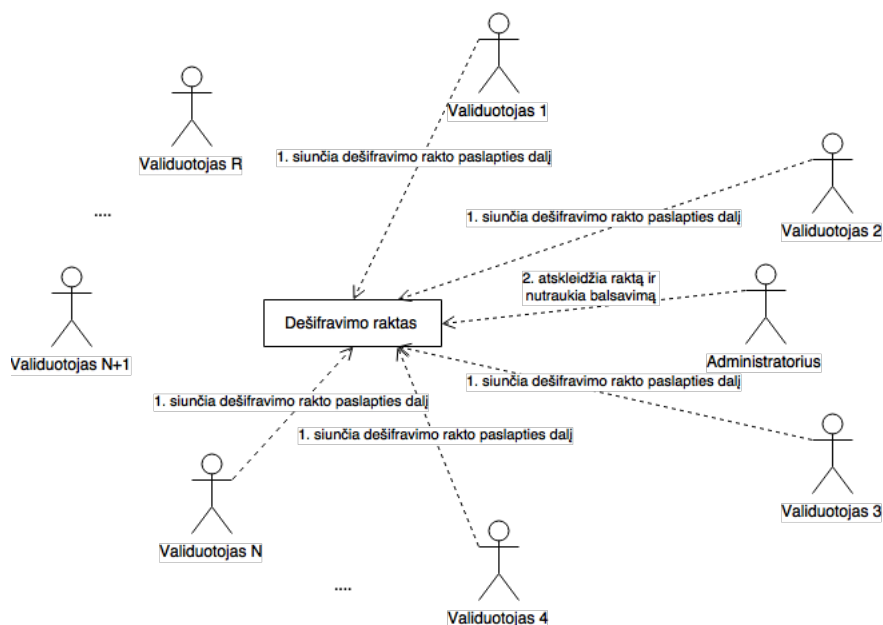 Validuotojas 1
Validuotojas R
1. siunčia dešifravimo rakto paslapties dalį
....
1. siunčia dešifravimo rakto paslapties dalį
Validuotojas 2
2. atskleidžia raktą ir
nutraukia balsavimą
Dešifravimo raktas
Validuotojas N+1
Administratorius
1. siunčia dešifravimo rakto paslapties dalį
1. siunčia dešifravimo rakto paslapties dalį
1. siunčia dešifravimo rakto paslapties dalį
Validuotojas 3
Validuotojas N
....
Validuotojas 4